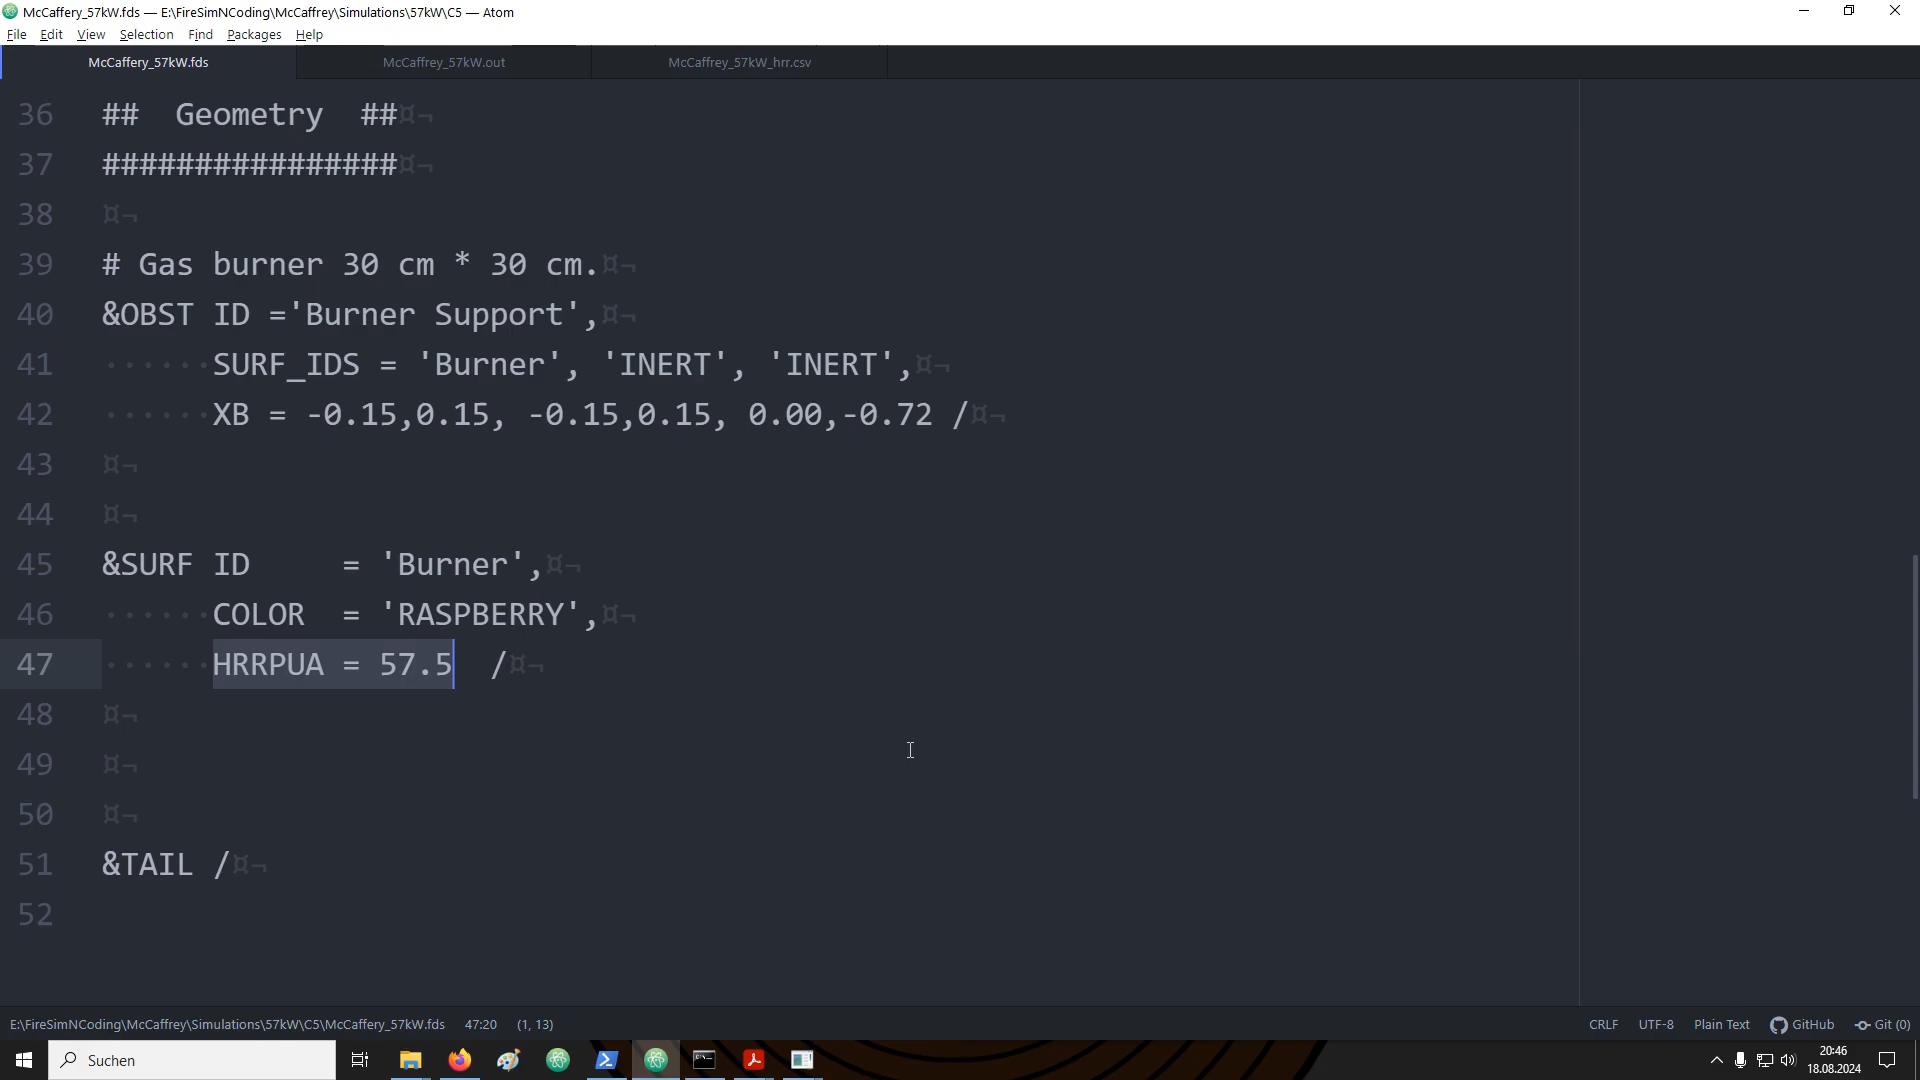 McCaffery_57kW.fds — E:\FireSimNCoding\McCaffrey\Simulations\57kW\C5 — Atom
File Edit View Selection Find Packages Help
McCaffery_57kW.fds McCaffrey_57kW.out McCaffrey_57kW_hrr.csv
36 ##  Geometry  ##¤¬
37 ################¤¬
38 ¤¬
39 # Gas burner 30 cm * 30 cm.¤¬
40 &OBST ID ='Burner Support',¤¬
41 ······SURF_IDS = 'Burner', 'INERT', 'INERT',¤¬
42 ······XB = -0.15,0.15, -0.15,0.15, 0.00,-0.72 /¤¬
43 ¤¬
44 ¤¬
45 &SURF ID     = 'Burner',¤¬
46 ······COLOR  = 'RASPBERRY',¤¬
47 ······HRRPUA = 57.5  /¤¬
48 ¤¬
49 ¤¬
50 ¤¬
51 &TAIL /¤¬
52
E:\FireSimNCoding\McCaffrey\Simulations\57kW\C5\McCaffery_57kW.fds 47:20 (1, 13) CRLF UTF-8 Plain Text GitHub Git (0)
Suchen
20:46
18.08.2024